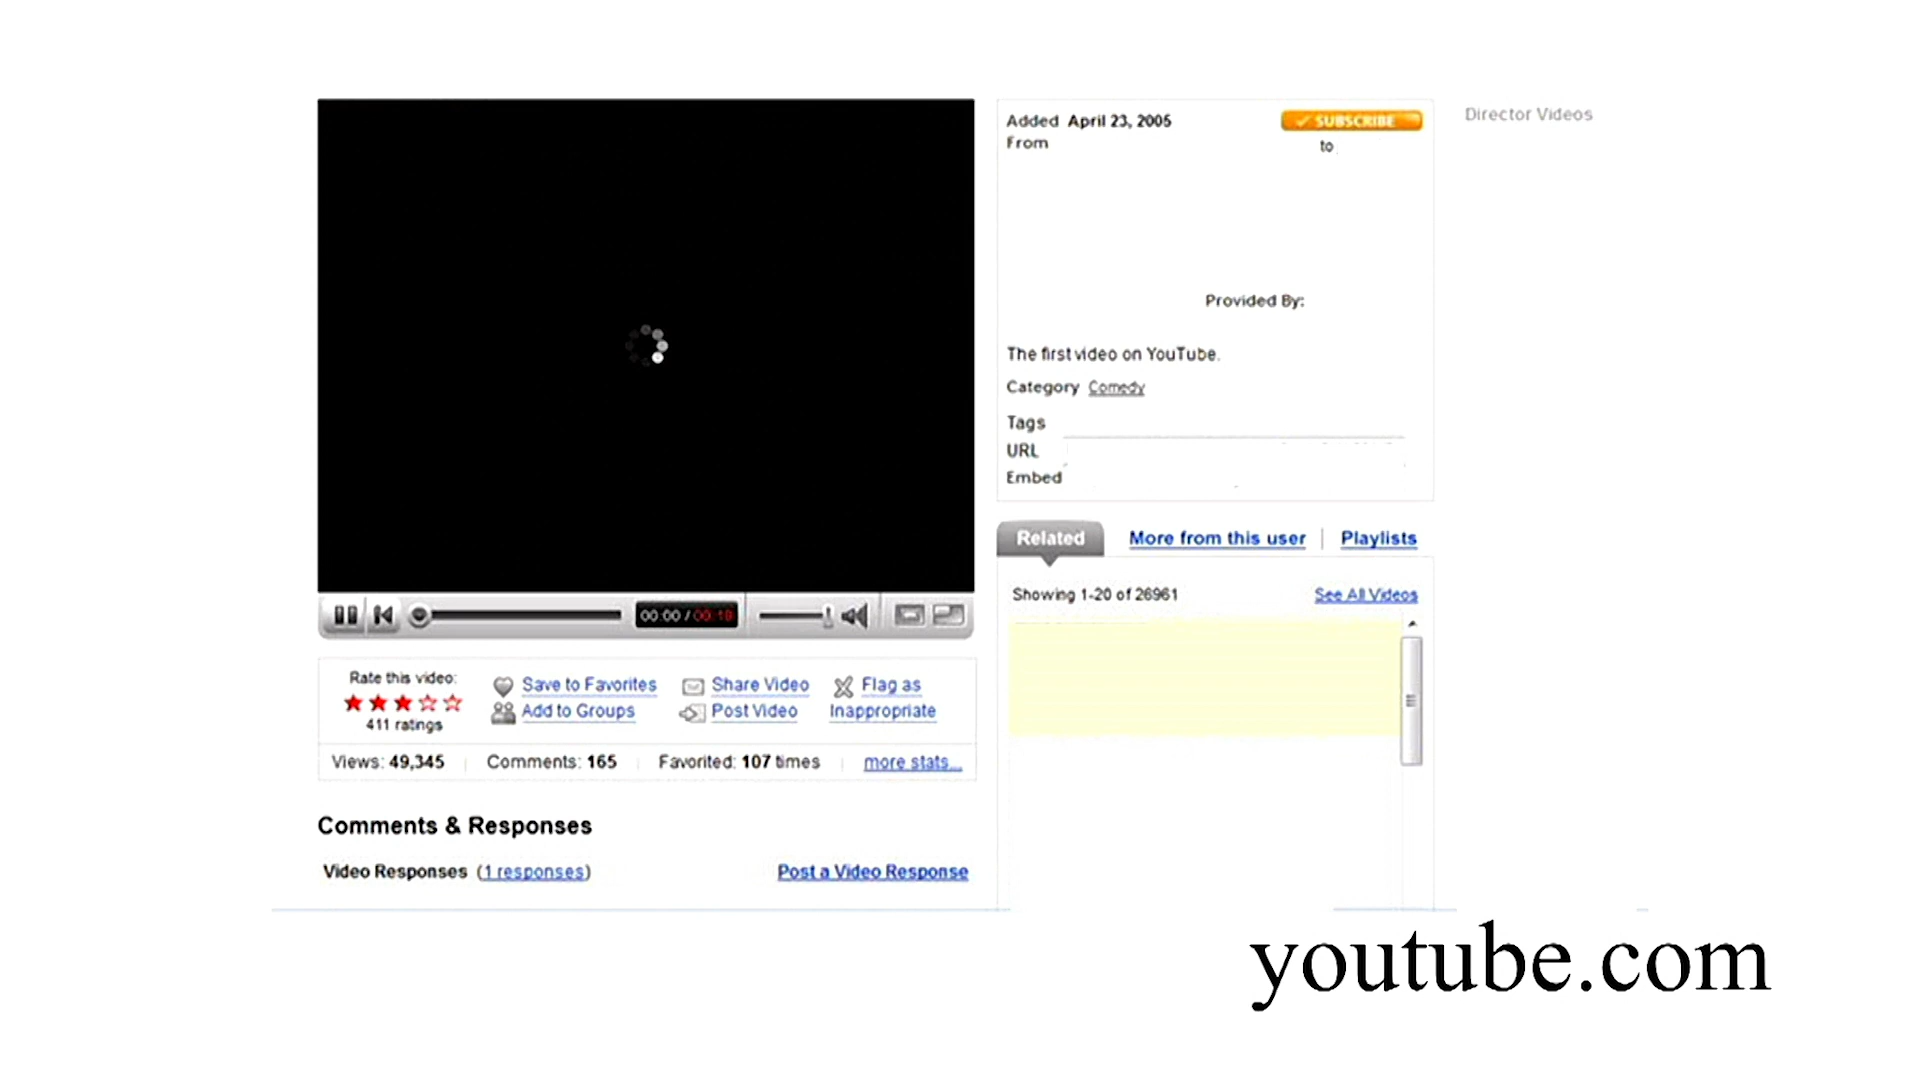 Added April 23, 2005
SUBSCRIBE
From
to
Director Videos
Provided By:
The first video on YouTube.
Category Comedy
Tags
URL
Embed
Related More from this user Playlists
Showing 1-20 of 26961 See All Videos
00:00 / 00:18
Rate this video:
411 ratings
Save to Favorites Share Video Flag as
Add to Groups Post Video Inappropriate
Views: 49,345 Comments: 165 Favorited: 107 times more stats...
Comments & Responses
Video Responses (1 responses) Post a Video Response
youtube.com